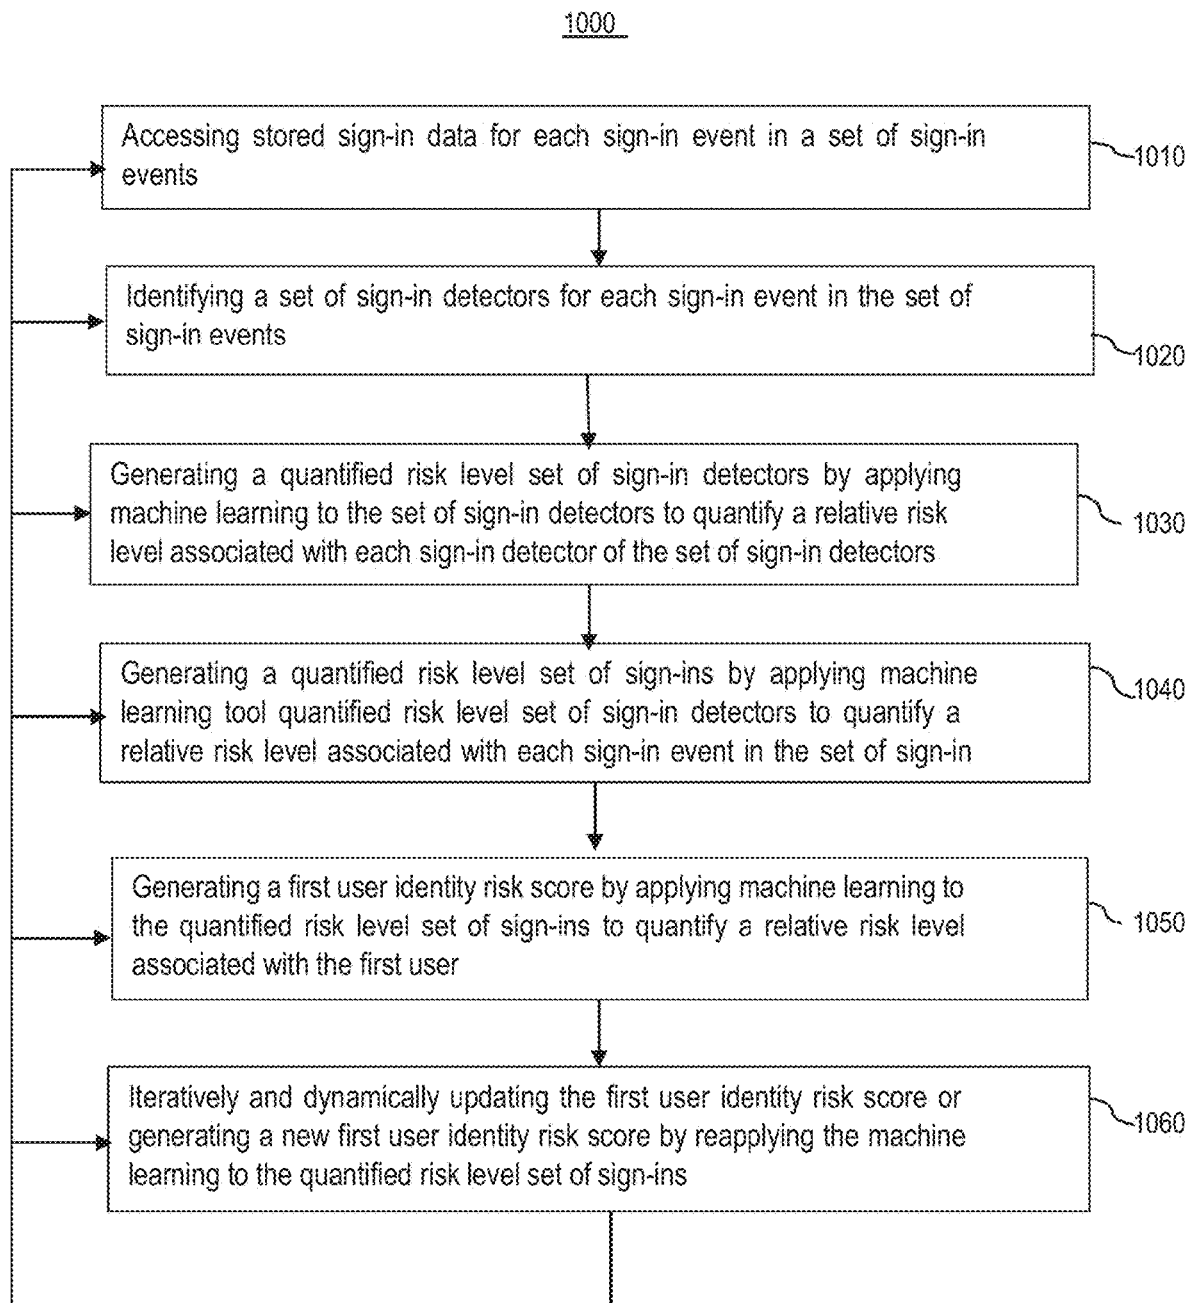 1000
Accessing stored sign-in data for each sign-in event in a set of sign-in
events
1010
Identifying a set of sign-in detectors for each sign-in event in the set of
sign-in events
1020
Generating a quantified risk level set of sign-in detectors by applying
machine learning to the set of sign-in detectors to quantify a relative risk
level associated with each sign-in detector of the set of sign-in detectors
1030
Generating a quantified risk level set of sign-ins by applying machine
learning tool quantified risk level set of sign-in detectors to quantify a
relative risk level associated with each sign-in event in the set of sign-in
1040
Generating a first user identity risk score by applying machine learning to
the quantified risk level set of sign-ins to quantify a relative risk level
associated with the first user
1050
Iteratively and dynamically updating the first user identity risk score or
generating a new first user identity risk score by reapplying the machine
learning to the quantified risk level set of sign-ins
1060